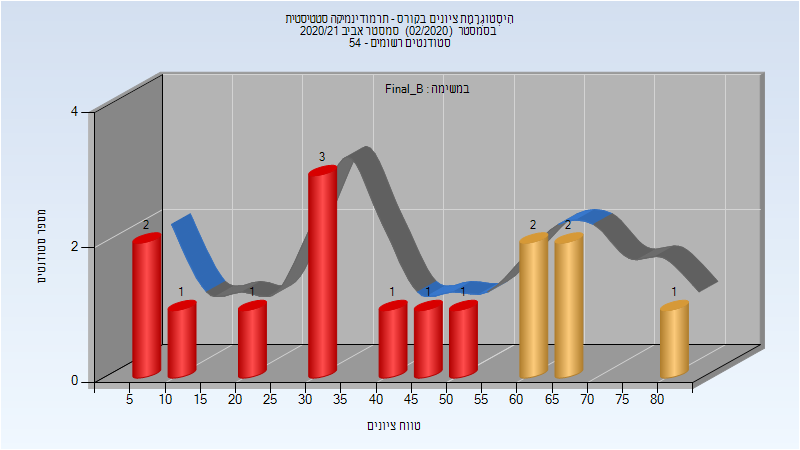 היסטוגרמת ציונים בקורס - תרמודינמיקה סטטיסטית
בסמסטר (02/2020) סמסטר אביב 2020/21
סטודנטים רשומים - 54
במשימה : Final_B
מספר סטודנטים
4
2
0
2
1
1
3
1
1
1
2
2
1
5 10 15 20 25 30 35 40 45 50 55 60 65 70 75 80
טווח ציונים